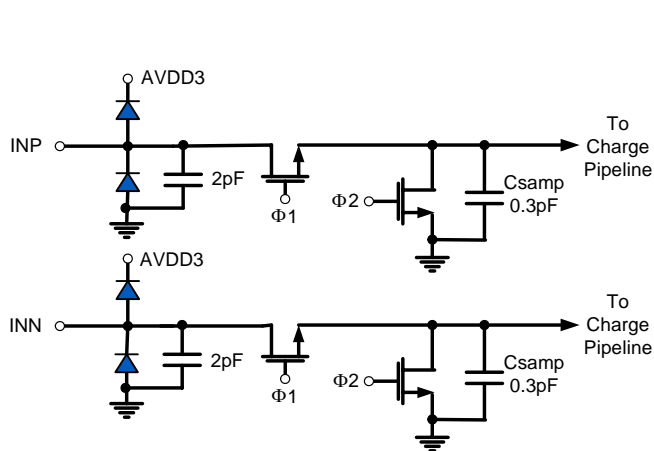 AVDD3
INP
2pF
Φ1
Φ2
Csamp
0.3pF
To
Charge
Pipeline
AVDD3
INN
2pF
Φ1
Φ2
Csamp
0.3pF
To
Charge
Pipeline